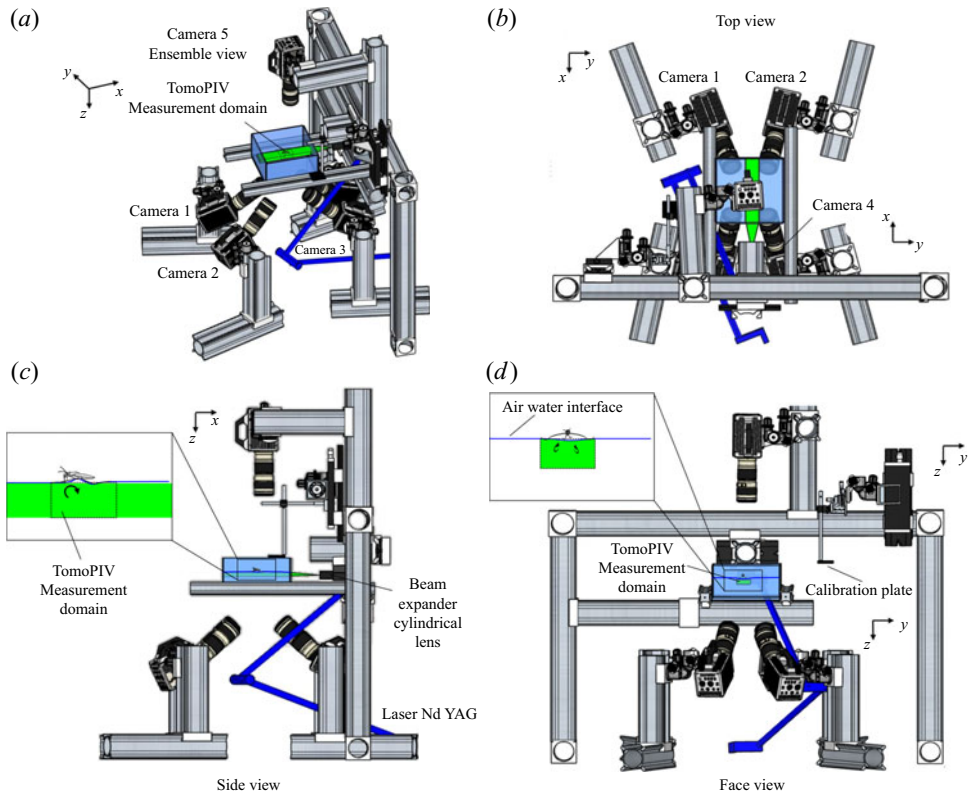 (a)
Camera 5
Ensemble view
TomoPIV
Measurement domain
y
x
z
Camera 1
Camera 2
Camera 3
(b)
Top view
y
x
Camera 1
Camera 2
Camera 4
x
y
(c)
x
z
TomoPIV
Measurement
domain
Beam
expander
cylindrical
lens
Laser Nd YAG
Side view
(d)
Air water interface
y
z
TomoPIV
Measurement
domain
Calibration plate
y
z
Face view